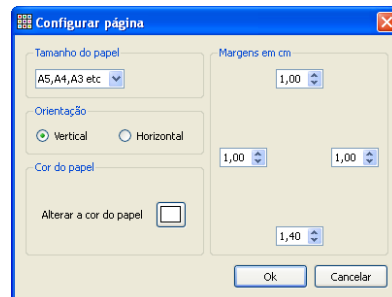 Configurar página
Tamanho do papel
A5,A4,A3 etc
Orientação
Vertical Horizontal
Cor do papel
Alterar a cor do papel
Margens em cm
1,00
1,00 1,00
1,40
Ok Cancelar